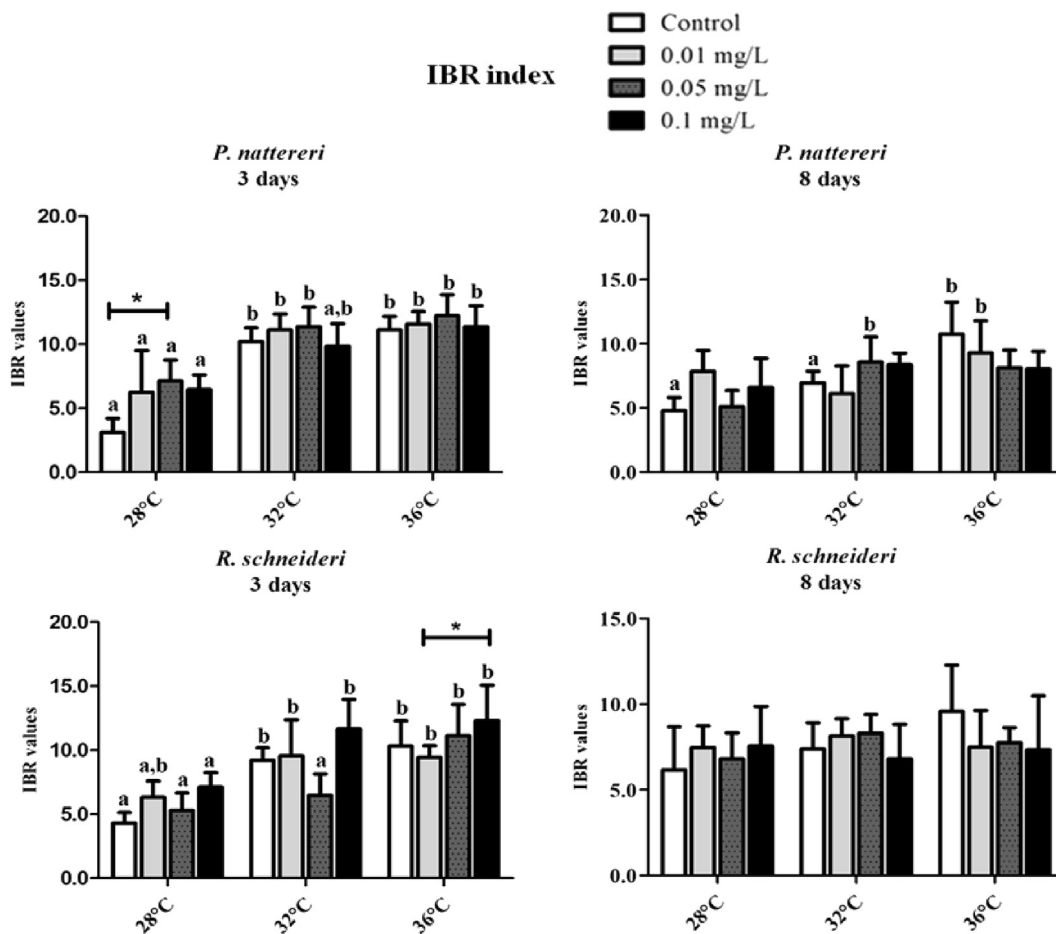 IBR index
Control
0.01 mg/L
0.05 mg/L
0.1 mg/L
P. nattereri
3 days
IBR values
20.0
15.0
10.0
5.0
0.0
*
a
a
a
a
b
b
b
a,b
b
b
b
b
28°C
32°C
36°C
P. nattereri
8 days
IBR values
20.0
15.0
10.0
5.0
0.0
a
a
b
b
b
28°C
32°C
36°C
R. schneideri
3 days
IBR values
20.0
15.0
10.0
5.0
0.0
*
a
a,b
a
a
b
b
a
b
b
b
b
b
28°C
32°C
36°C
R. schneideri
8 days
IBR values
15.0
10.0
5.0
0.0
28°C
32°C
36°C